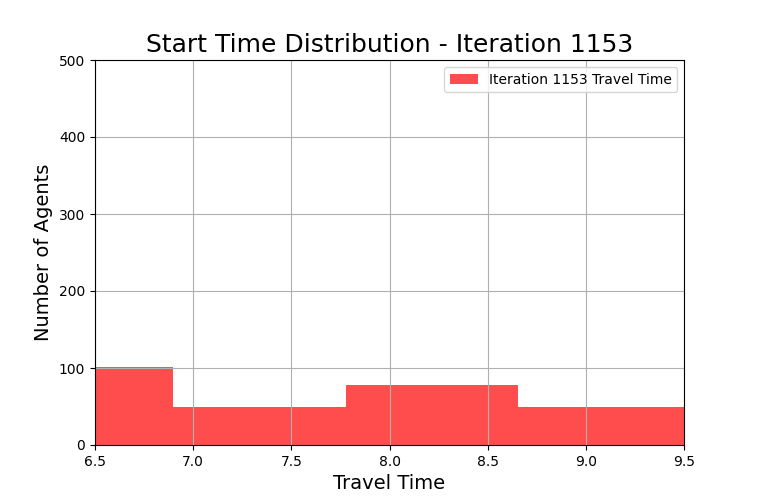 Start Time Distribution - Iteration 1153
Iteration 1153 Travel Time
Number of Agents
500
400
300
200
100
0
6.5 7.0 7.5 8.0 8.5 9.0 9.5
Travel Time